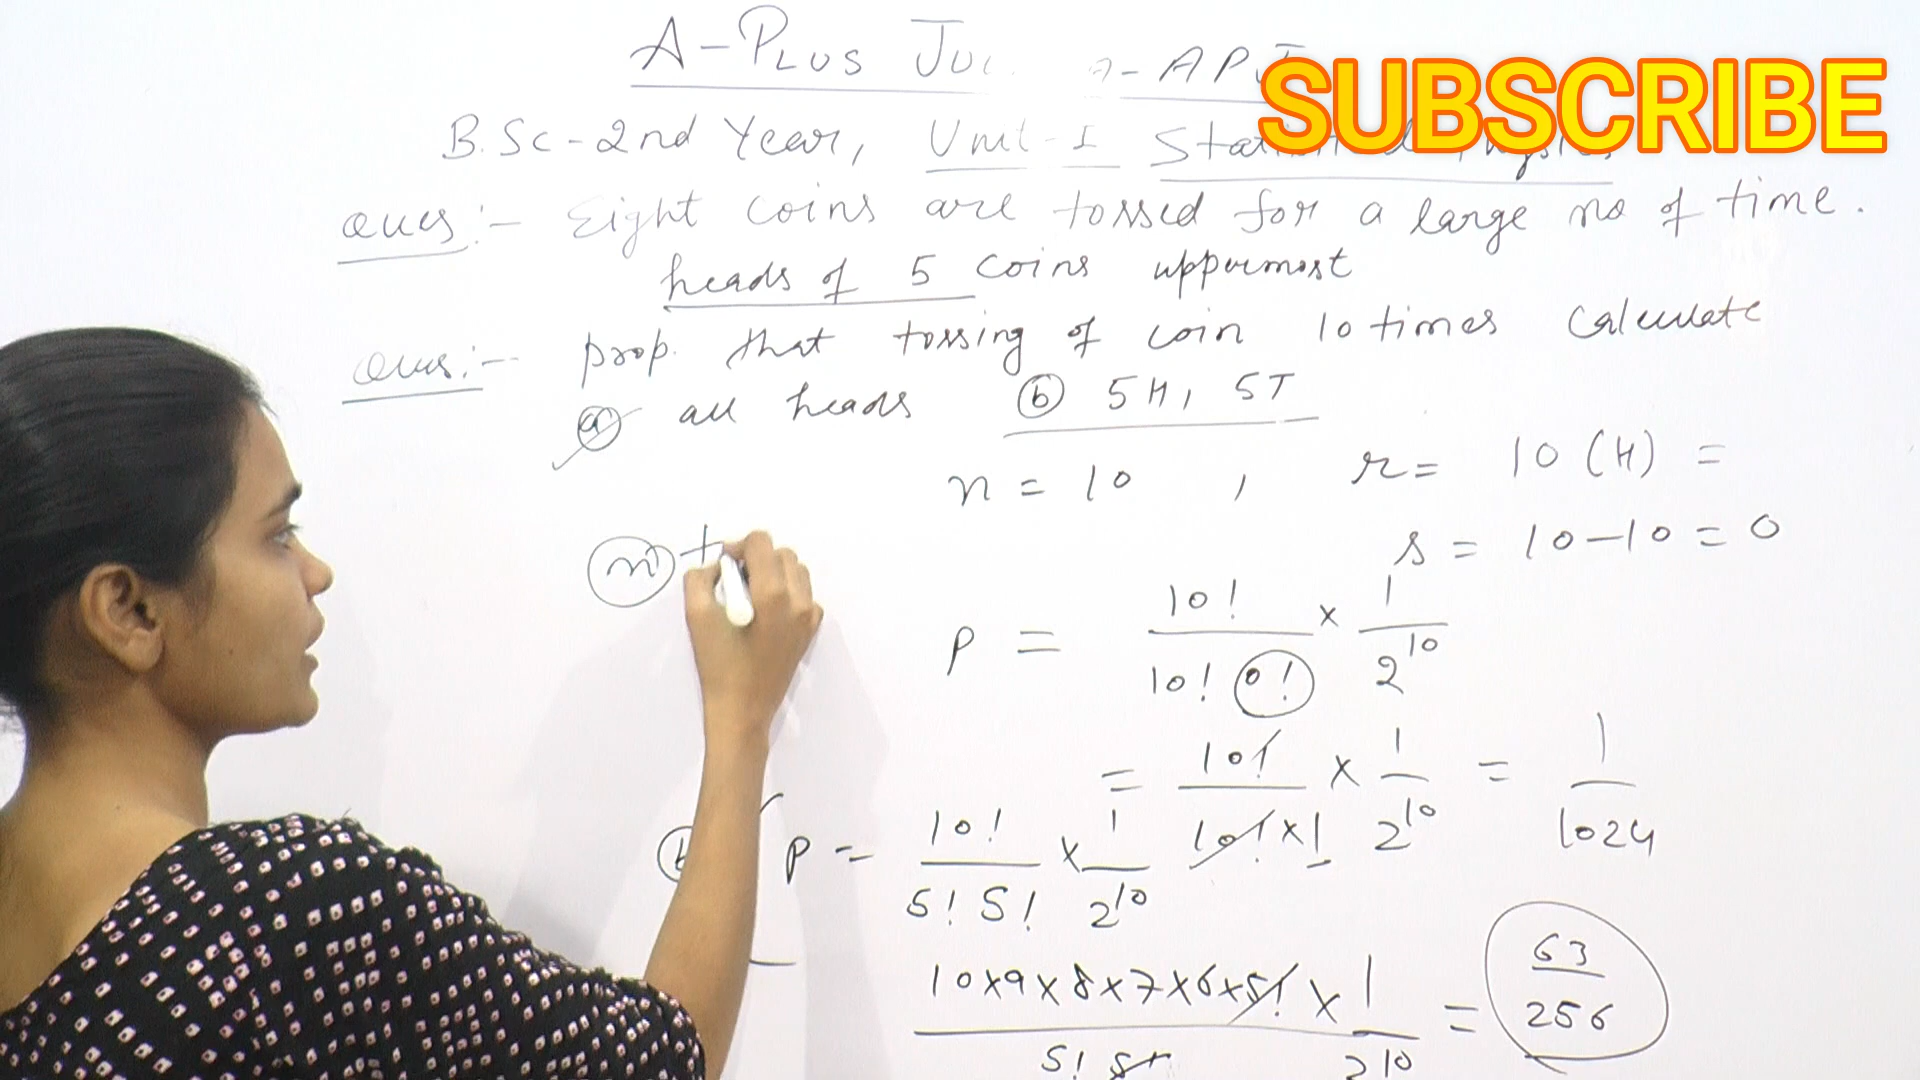 A-PLUS
SUBSCRIBE
B.Sc-2nd Year, Unit-I
Ques:- Eight coins are tossed for a large no of time.
heads of 5 coins uppermost
Ques:- prop. that tossing of coin 10 times calculate
(a) all heads (b) 5H, 5T
n = 10 , r = 10 (H) =
s = 10-10 = 0
(n)
P = 10! / 10! 0! × 1 / 2^10
= 10! / 10! × 1 × 1 / 2^10 = 1 / 1024
P = 10! / 5! 5! × 1 / 2^10
10×9×8×7×6×5! / 5! 5! × 1 / 2^10 = 63 / 256